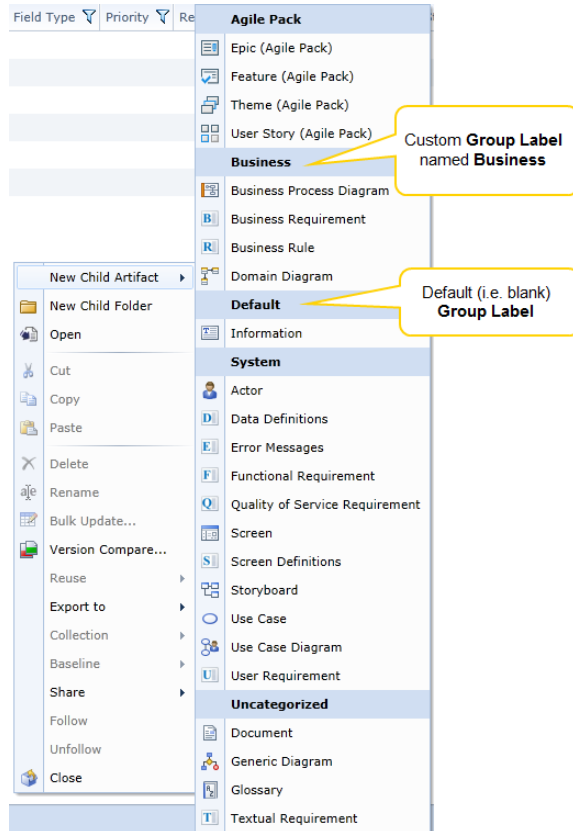 Field Type Priority Re
Agile Pack
Epic (Agile Pack)
Feature (Agile Pack)
Theme (Agile Pack)
User Story (Agile Pack)
Custom Group Label
named Business
Business
Business Process Diagram
Business Requirement
Business Rule
Domain Diagram
Default (i.e. blank)
Group Label
Default
Information
System
Actor
Data Definitions
Error Messages
Functional Requirement
Quality of Service Requirement
Screen
Screen Definitions
Storyboard
Use Case
Use Case Diagram
User Requirement
Uncategorized
Document
Generic Diagram
Glossary
Textual Requirement
New Child Artifact
New Child Folder
Open
Cut
Copy
Paste
Delete
Rename
Bulk Update...
Version Compare...
Reuse
Export to
Collection
Baseline
Share
Follow
Unfollow
Close